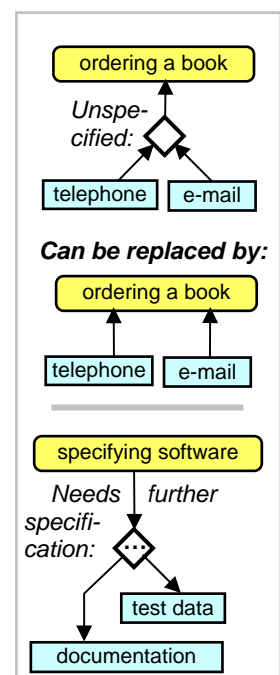 ordering a book
Unspe-
cified:
telephone e-mail
Can be replaced by:
ordering a book
telephone e-mail
specifying software
Needs further
specifi-
cation: ...
test data
documentation